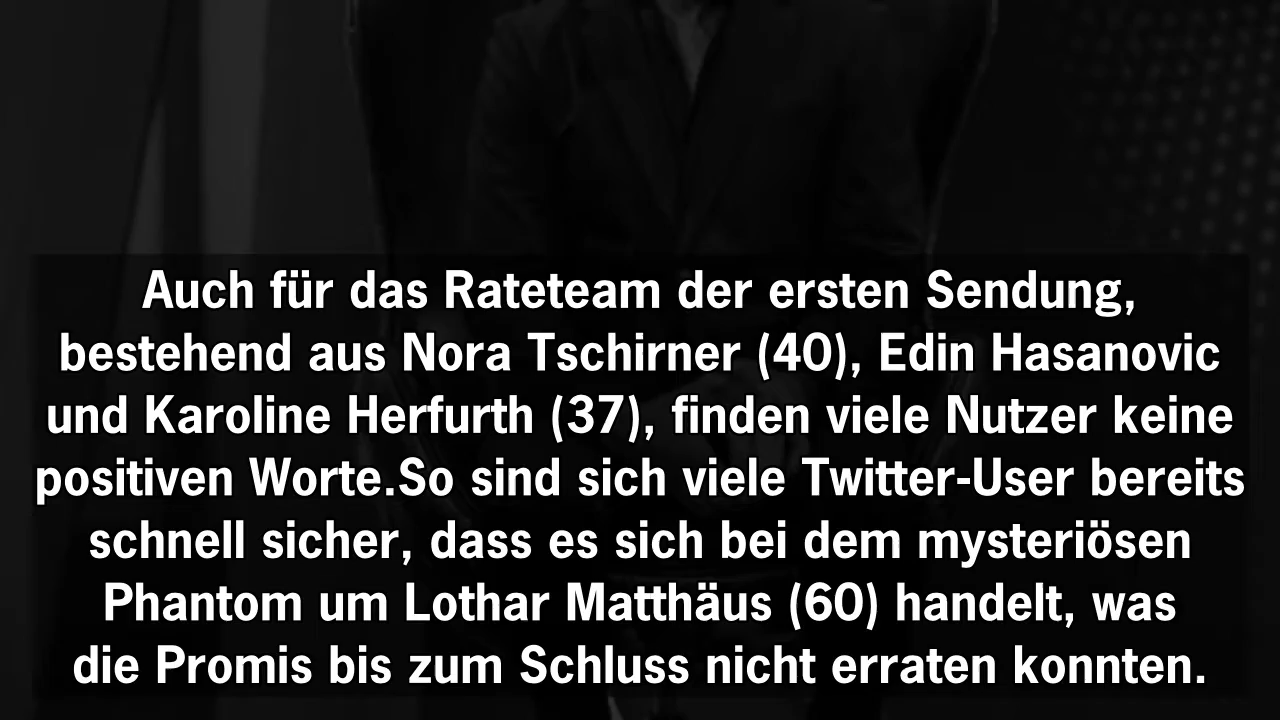 Auch für das Rateteam der ersten Sendung,
bestehend aus Nora Tschirner (40), Edin Hasanovic
und Karoline Herfurth (37), finden viele Nutzer keine
positiven Worte.So sind sich viele Twitter-User bereits
schnell sicher, dass es sich bei dem mysteriösen
Phantom um Lothar Matthäus (60) handelt, was
die Promis bis zum Schluss nicht erraten konnten.